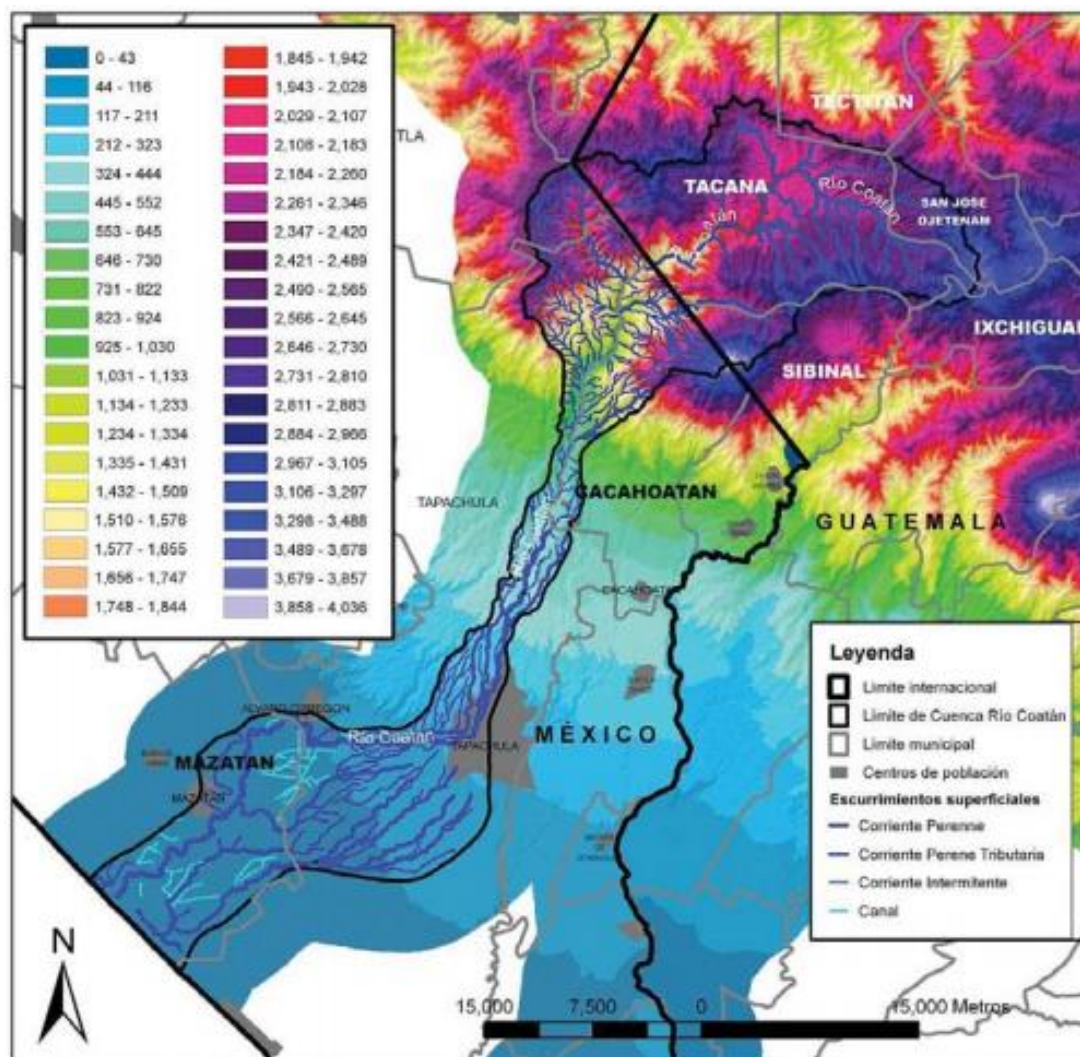 0 - 43
44 - 116
117 - 211
212 - 323
324 - 444
445 - 552
553 - 645
646 - 730
731 - 822
823 - 924
925 - 1,030
1,031 - 1,133
1,134 - 1,233
1,234 - 1,334
1,335 - 1,431
1,432 - 1,509
1,510 - 1,576
1,577 - 1,655
1,656 - 1,747
1,748 - 1,844
1,845 - 1,942
1,943 - 2,028
2,029 - 2,107
2,108 - 2,183
2,184 - 2,260
2,261 - 2,346
2,347 - 2,420
2,421 - 2,489
2,490 - 2,565
2,566 - 2,645
2,646 - 2,730
2,731 - 2,810
2,811 - 2,883
2,884 - 2,966
2,967 - 3,105
3,106 - 3,297
3,298 - 3,488
3,489 - 3,678
3,679 - 3,857
3,858 - 4,036
TLA
TECTITAN
TACANA
Río Coatán
SAN JOSE
OJETENAM
Coatán
IXCHIGUAN
SIBINAL
CACAHOATAN
TAPACHULA
GUATEMALA
MÉXICO
ALVARO OBREGON
Río Coatán
TAPACHULA
MAZATAN
MAZATAN
Leyenda
Limite internacional
Limite de Cuenca Río Coatán
Limite municipal
Centros de población
Escurrimientos superficiales
Corriente Perenne
Corriente Perene Tributaria
Corriente Intermitente
Canal
N
15,000 7,500 0 15,000 Metros